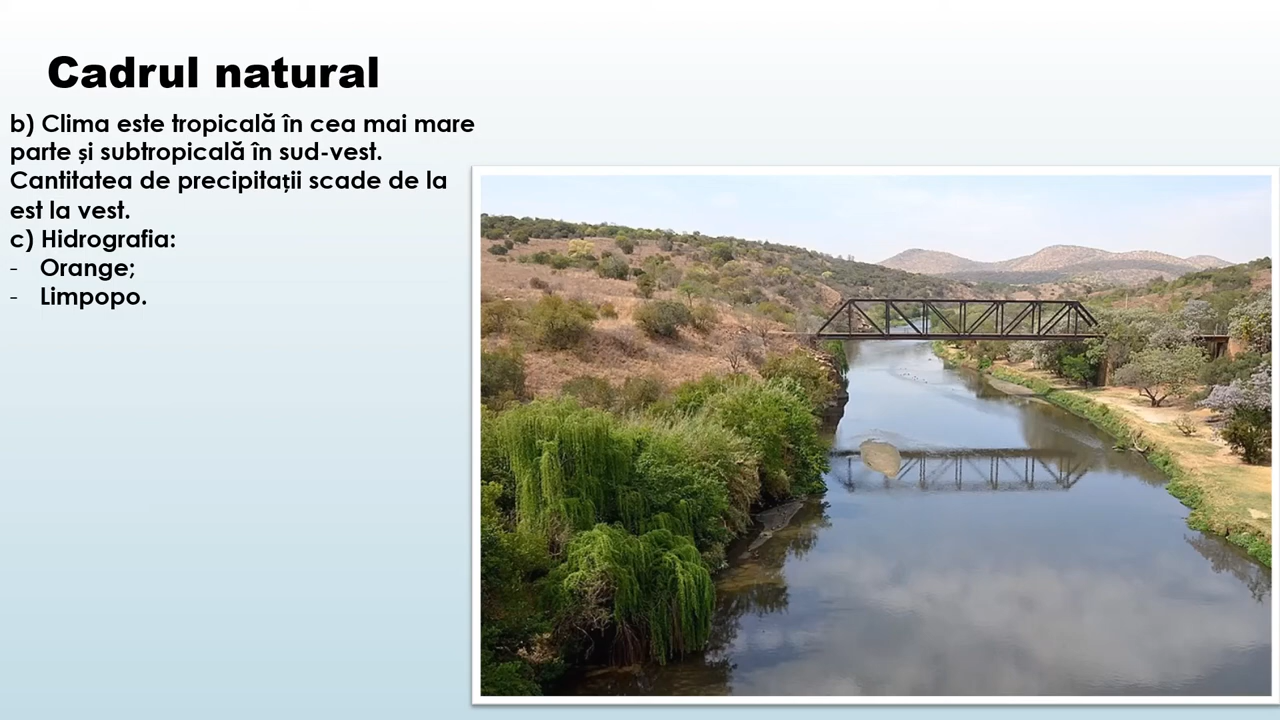 Cadrul natural
b) Clima este tropicală în cea mai mare
parte și subtropicală în sud-vest.
Cantitatea de precipitații scade de la
est la vest.
c) Hidrografia:
- Orange;
- Limpopo.